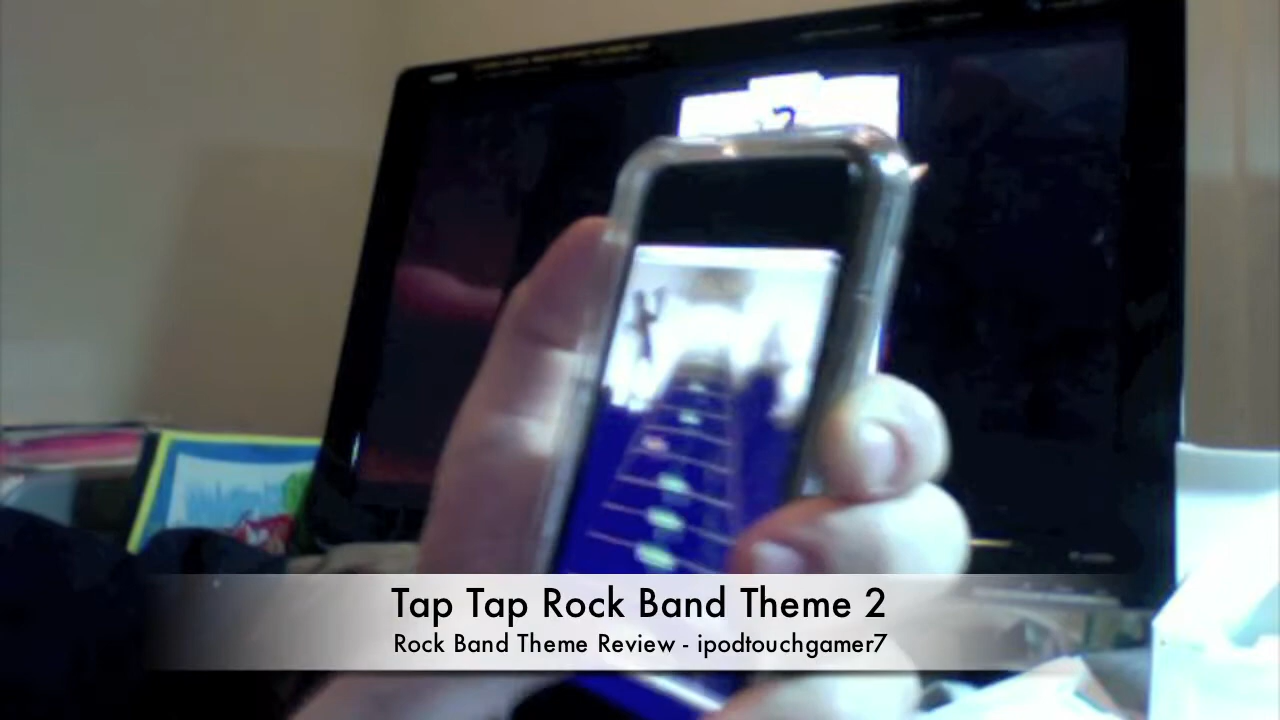 Tap Tap Rock Band Theme 2
Rock Band Theme Review - ipodtouchgamer7